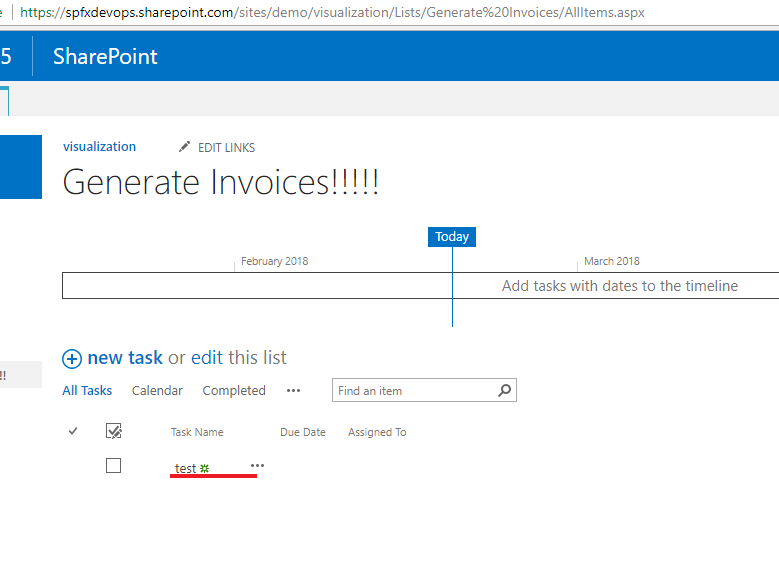 https://spfxdevops.sharepoint.com/sites/demo/visualization/Lists/Generate%20Invoices/AllItems.aspx
5 SharePoint
visualization EDIT LINKS
Generate Invoices!!!!!
Today
February 2018 March 2018
Add tasks with dates to the timeline
new task or edit this list
!!
All Tasks Calendar Completed ··· Find an item
Task Name Due Date Assigned To
test ···